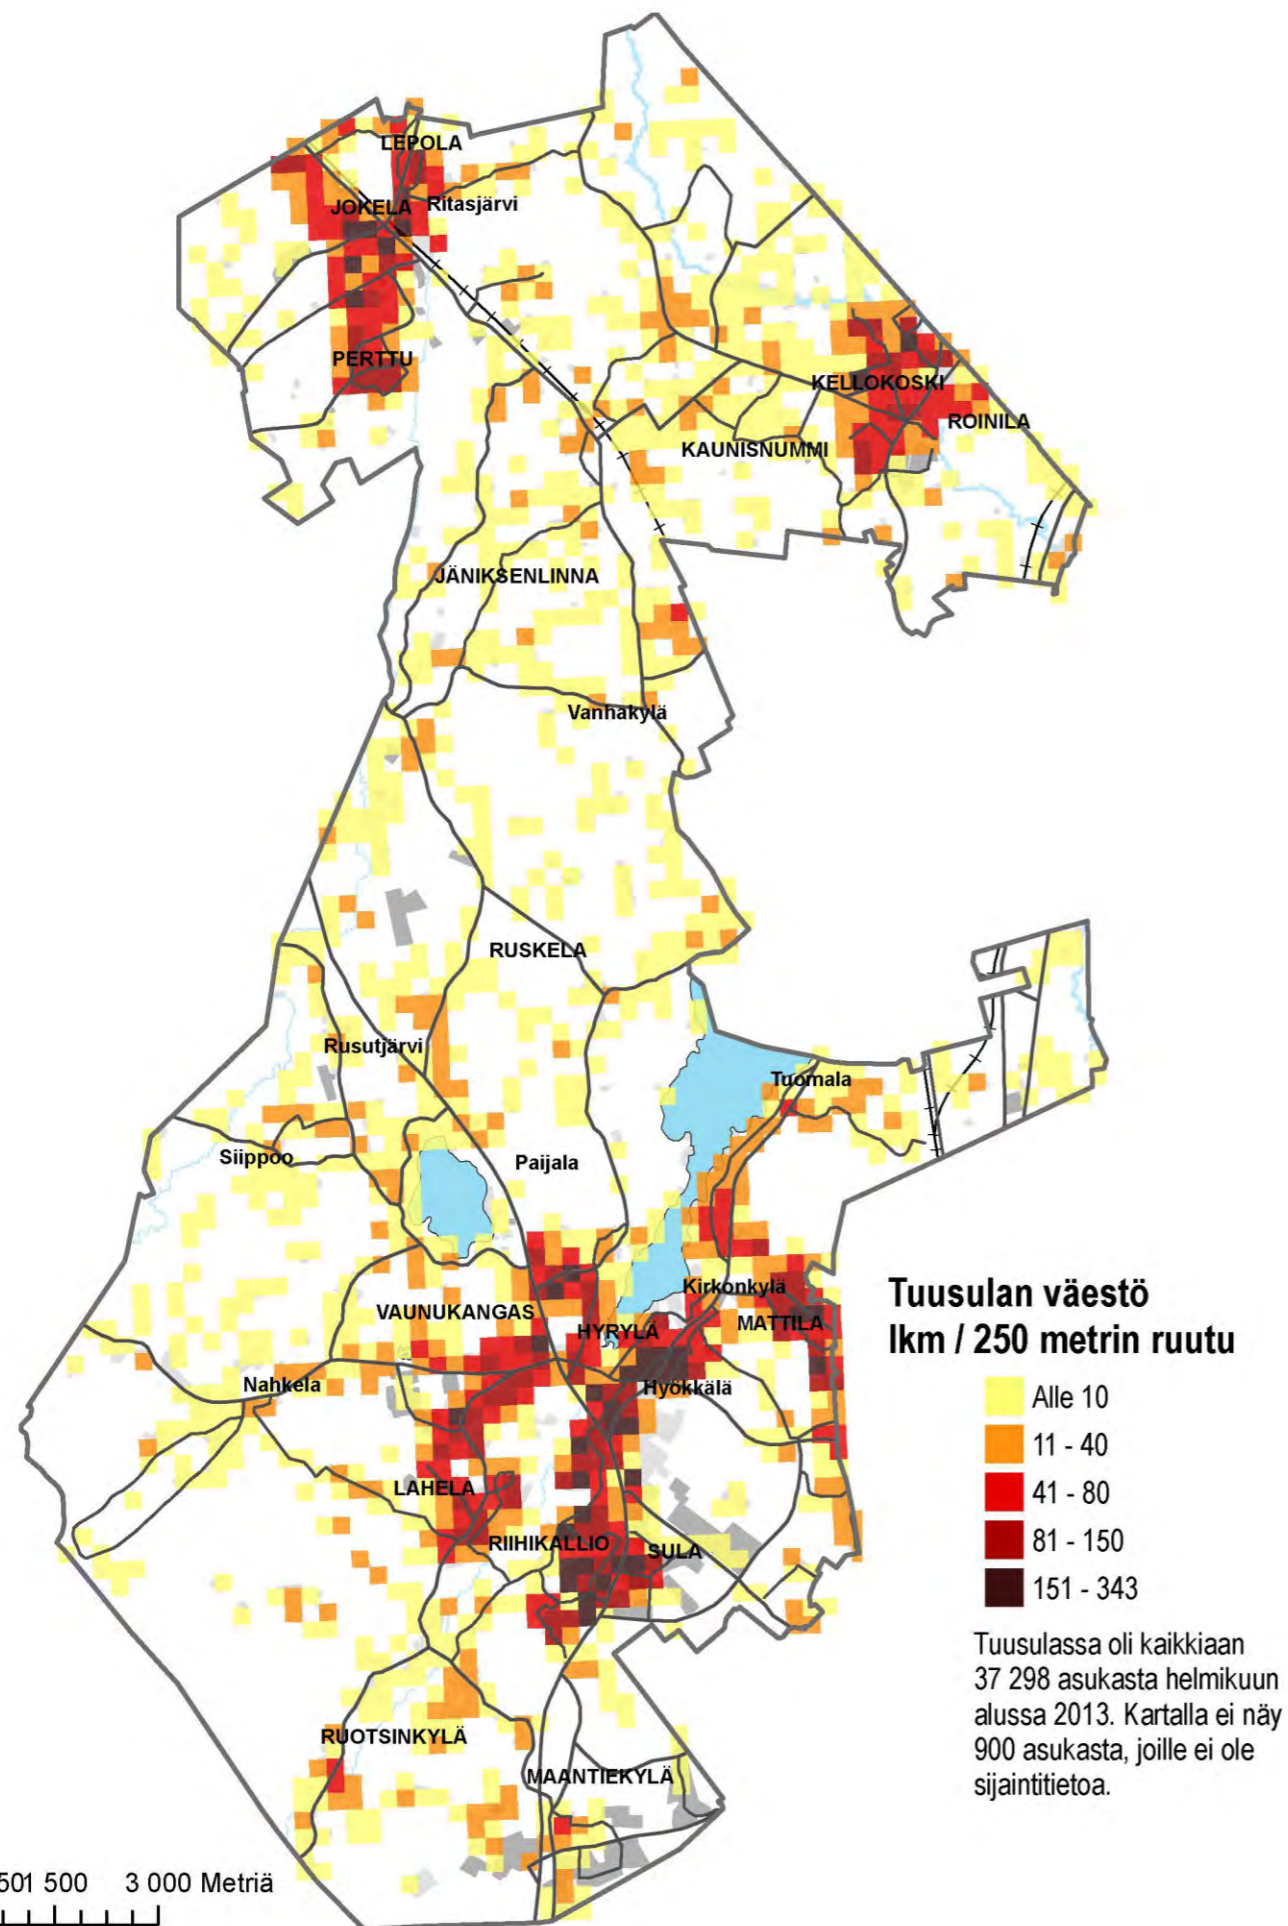 LEPOLA
JOKELA
Ritasjärvi
PERTTU
KELLOKOSKI
ROINILA
KAUNISNUMMI
JÄNIKSENLINNA
Vanhakylä
RUSKELA
Rusutjärvi
Tuomala
Siippoo
Paijala
Kirkonkylä
VAUNUKANGAS
HYRYLÄ
MATTILA
Nahkela
Hyökkälä
LAHELA
RIIHIKALLIO
SULA
RUOTSINKYLÄ
MAANTIEKYLÄ
Tuusulan väestö
lkm / 250 metrin ruutu
Alle 10
11 - 40
41 - 80
81 - 150
151 - 343
Tuusulassa oli kaikkiaan
37 298 asukasta helmikuun
alussa 2013. Kartalla ei näy
900 asukasta, joille ei ole
sijaintitietoa.
501 500 3 000 Metriä